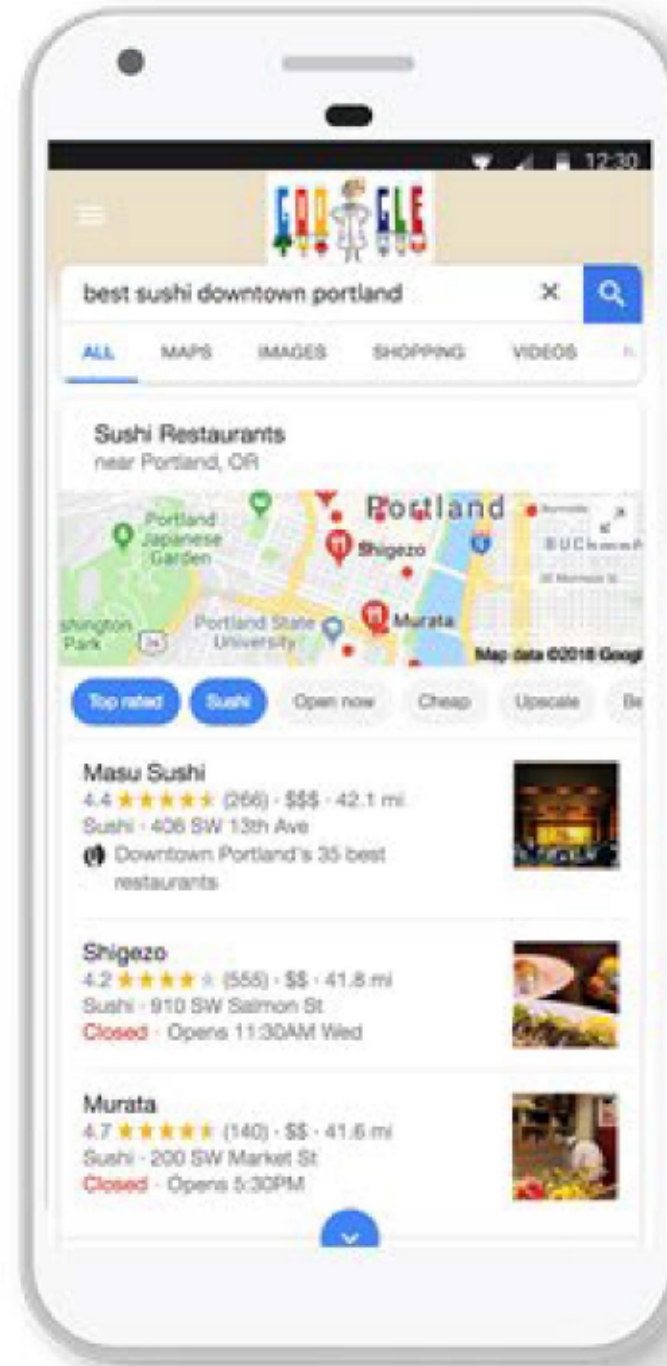 12:30
GOOGLE
best sushi downtown portland ×
ALL MAPS IMAGES SHOPPING VIDEOS
Sushi Restaurants
near Portland, OR
Portland
Portland
Japanese
Garden
Shigezo
Portland State
University
Murata
Park
Map data ©2018 Googl
Top rated Sushi Open now Cheap Upscale Be
Masu Sushi
4.4 ★★★★★ (266) · $$$ · 42.1 mi
Sushi · 406 SW 13th Ave
Downtown Portland's 35 best
restaurants
Shigezo
4.2 ★★★★★ (555) · $$ · 41.8 mi
Sushi · 910 SW Salmon St
Closed · Opens 11:30AM Wed
Murata
4.7 ★★★★★ (140) · $$ · 41.6 mi
Sushi · 200 SW Market St
Closed · Opens 5:30PM